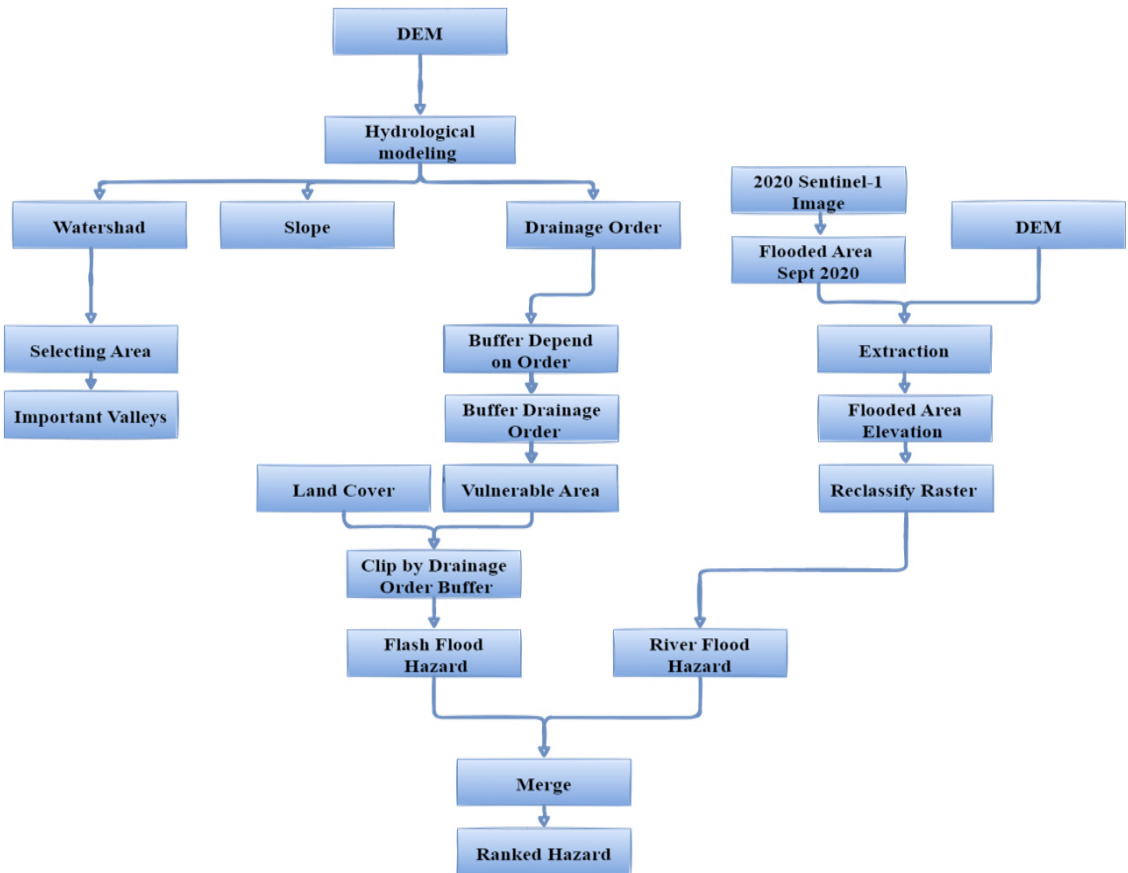 DEM
Hydrological
modeling
Watershad
Slope
Drainage Order
2020 Sentinel-1
Image
DEM
Flooded Area
Sept 2020
Selecting Area
Buffer Depend
on Order
Extraction
Important Valleys
Buffer Drainage
Order
Flooded Area
Elevation
Land Cover
Vulnerable Area
Reclassify Raster
Clip by Drainage
Order Buffer
Flash Flood
Hazard
River Flood
Hazard
Merge
Ranked Hazard